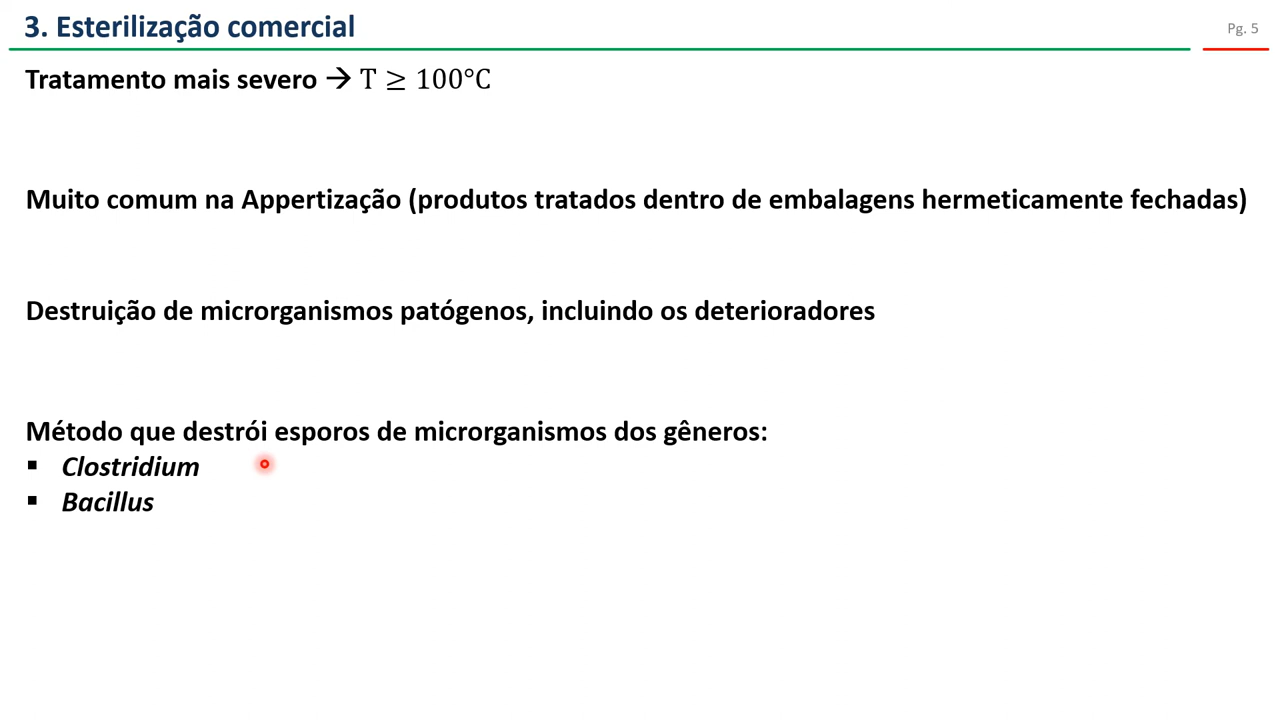 3. Esterilização comercial
Pg. 5
Tratamento mais severo → T ≥ 100°C
Muito comum na Appertização (produtos tratados dentro de embalagens hermeticamente fechadas)
Destruição de microrganismos patógenos, incluindo os deterioradores
Método que destrói esporos de microrganismos dos gêneros:
▪ Clostridium
▪ Bacillus